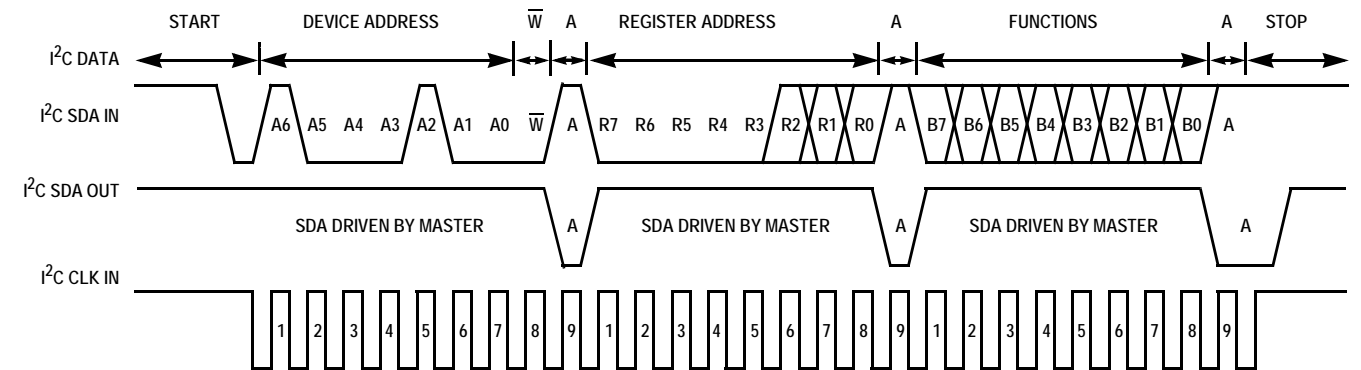 START DEVICE ADDRESS W̅ A REGISTER ADDRESS A FUNCTIONS A STOP
I²C DATA
I²C SDA IN A6 A5 A4 A3 A2 A1 A0 W̅ A R7 R6 R5 R4 R3 R2 R1 R0 A B7 B6 B5 B4 B3 B2 B1 B0 A
I²C SDA OUT
SDA DRIVEN BY MASTER A SDA DRIVEN BY MASTER A SDA DRIVEN BY MASTER A
I²C CLK IN
1 2 3 4 5 6 7 8 9 1 2 3 4 5 6 7 8 9 1 2 3 4 5 6 7 8 9